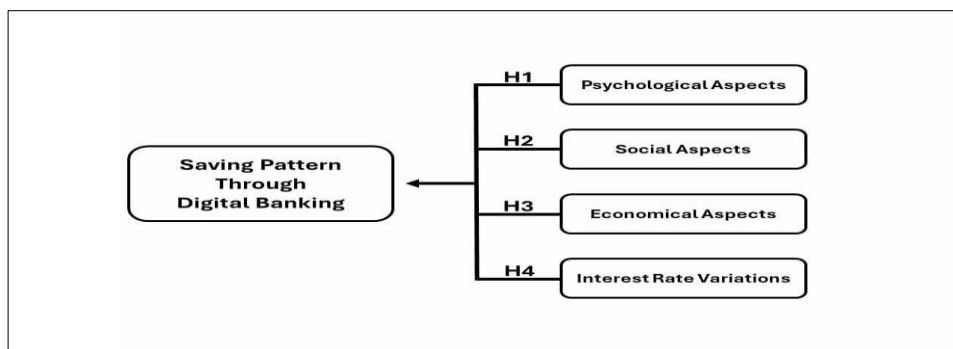 Saving Pattern
Through
Digital Banking
H1
Psychological Aspects
H2
Social Aspects
H3
Economical Aspects
H4
Interest Rate Variations